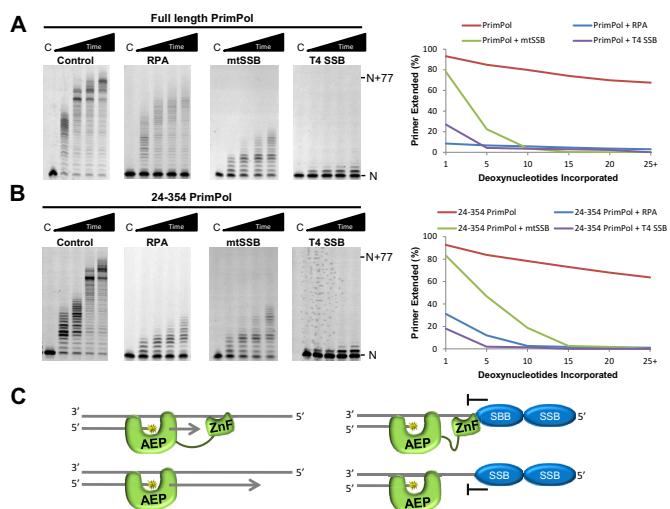 A
Full length PrimPol
C Time C Time C Time C Time
Control RPA mtSSB T4 SSB
N+77
N
PrimPol PrimPol + RPA
PrimPol + mtSSB PrimPol + T4 SSB
Primer Extended (%)
120
100
80
60
40
20
0
1 5 10 15 20 25+
Deoxynucleotides Incorporated
B
24-354 PrimPol
C Time C Time C Time C Time
Control RPA mtSSB T4 SSB
N+77
N
24-354 PrimPol 24-354 PrimPol + RPA
24-354 PrimPol + mtSSB 24-354 PrimPol + T4 SSB
Primer Extended (%)
120
100
80
60
40
20
0
1 5 10 15 20 25+
Deoxynucleotides Incorporated
C
3’ 5’
5’ AEP ZnF
3’ 5’
5’ AEP
3’ SBB SSB 5’
5’ AEP ZnF
3’ SSB SSB 5’
5’ AEP